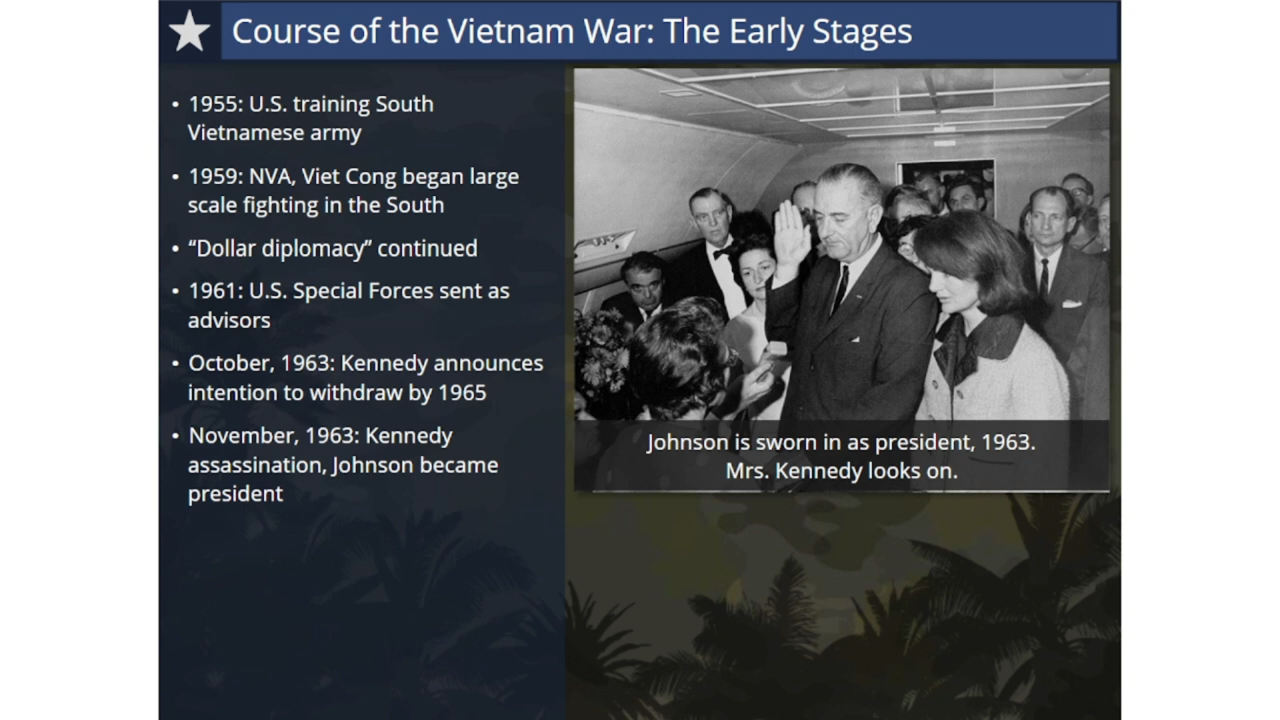 Course of the Vietnam War: The Early Stages
• 1955: U.S. training South
Vietnamese army
• 1959: NVA, Viet Cong began large
scale fighting in the South
• “Dollar diplomacy” continued
• 1961: U.S. Special Forces sent as
advisors
• October, 1963: Kennedy announces
intention to withdraw by 1965
• November, 1963: Kennedy
assassination, Johnson became
president
Johnson is sworn in as president, 1963.
Mrs. Kennedy looks on.